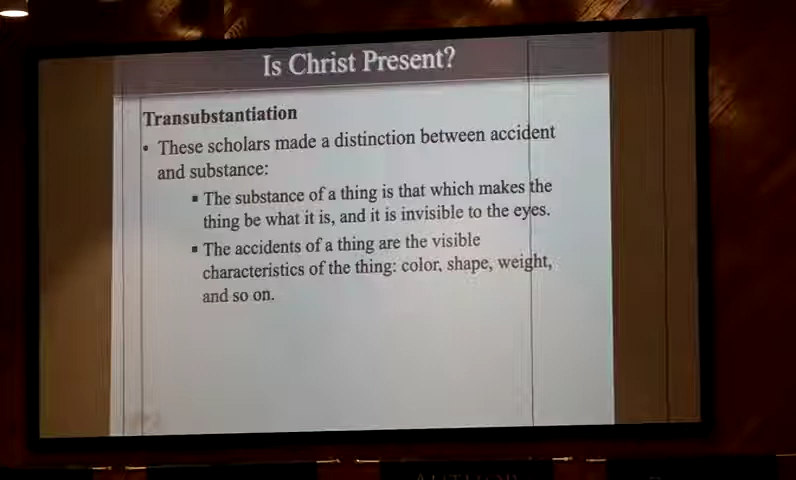 Is Christ Present?
Transubstantiation
• These scholars made a distinction between accident
and substance:
▪ The substance of a thing is that which makes the
thing be what it is, and it is invisible to the eyes.
▪ The accidents of a thing are the visible
characteristics of the thing: color, shape, weight,
and so on.